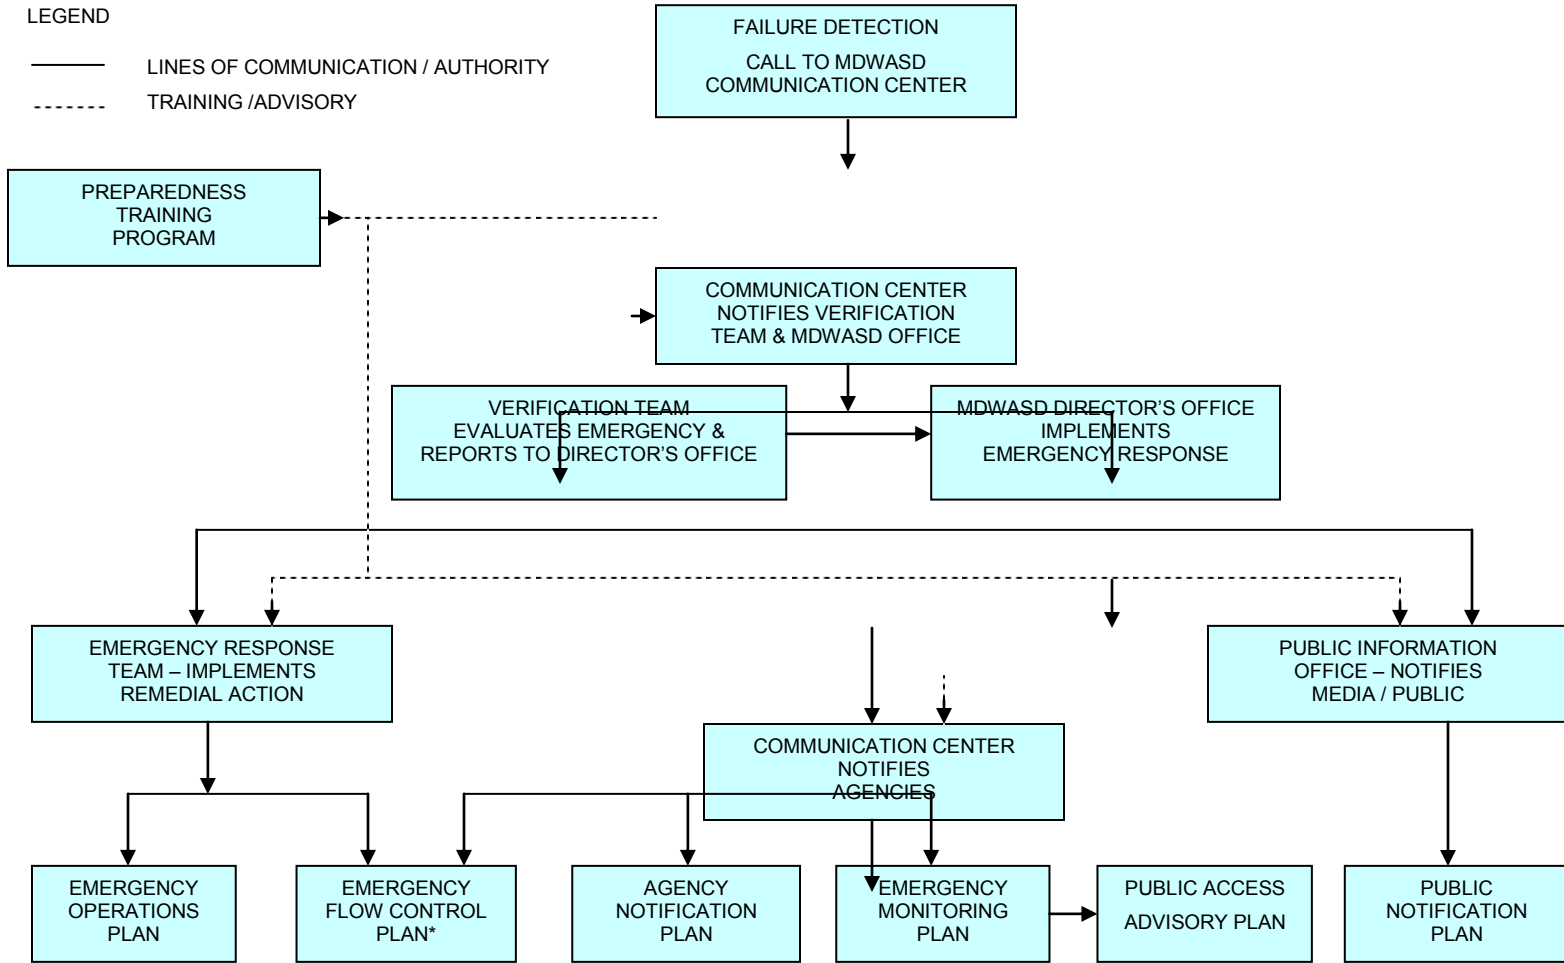 LEGEND
LINES OF COMMUNICATION / AUTHORITY
TRAINING /ADVISORY
FAILURE DETECTION
CALL TO MDWASD
COMMUNICATION CENTER
PREPAREDNESS
TRAINING
PROGRAM
COMMUNICATION CENTER
NOTIFIES VERIFICATION
TEAM & MDWASD OFFICE
VERIFICATION TEAM
EVALUATES EMERGENCY &
REPORTS TO DIRECTOR'S OFFICE
MDWASD DIRECTOR'S OFFICE
IMPLEMENTS
EMERGENCY RESPONSE
EMERGENCY RESPONSE
TEAM – IMPLEMENTS
REMEDIAL ACTION
PUBLIC INFORMATION
OFFICE – NOTIFIES
MEDIA / PUBLIC
COMMUNICATION CENTER
NOTIFIES
AGENCIES
EMERGENCY
OPERATIONS
PLAN
EMERGENCY
FLOW CONTROL
PLAN*
AGENCY
NOTIFICATION
PLAN
EMERGENCY
MONITORING
PLAN
PUBLIC ACCESS
ADVISORY PLAN
PUBLIC
NOTIFICATION
PLAN